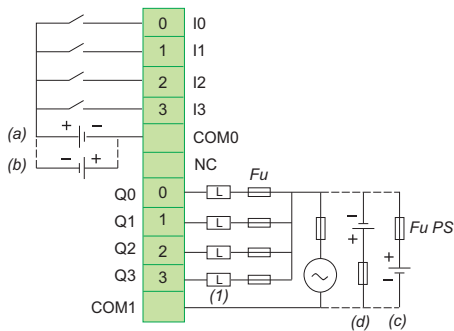 0 I0
1 I1
2 I2
3 I3
(a) + − COM0
(b) − + NC
Q0 0 L Fu
Q1 1 L
Q2 2 L
Q3 3 L
(1)
COM1
− +
(d)
Fu PS
+ −
(c)